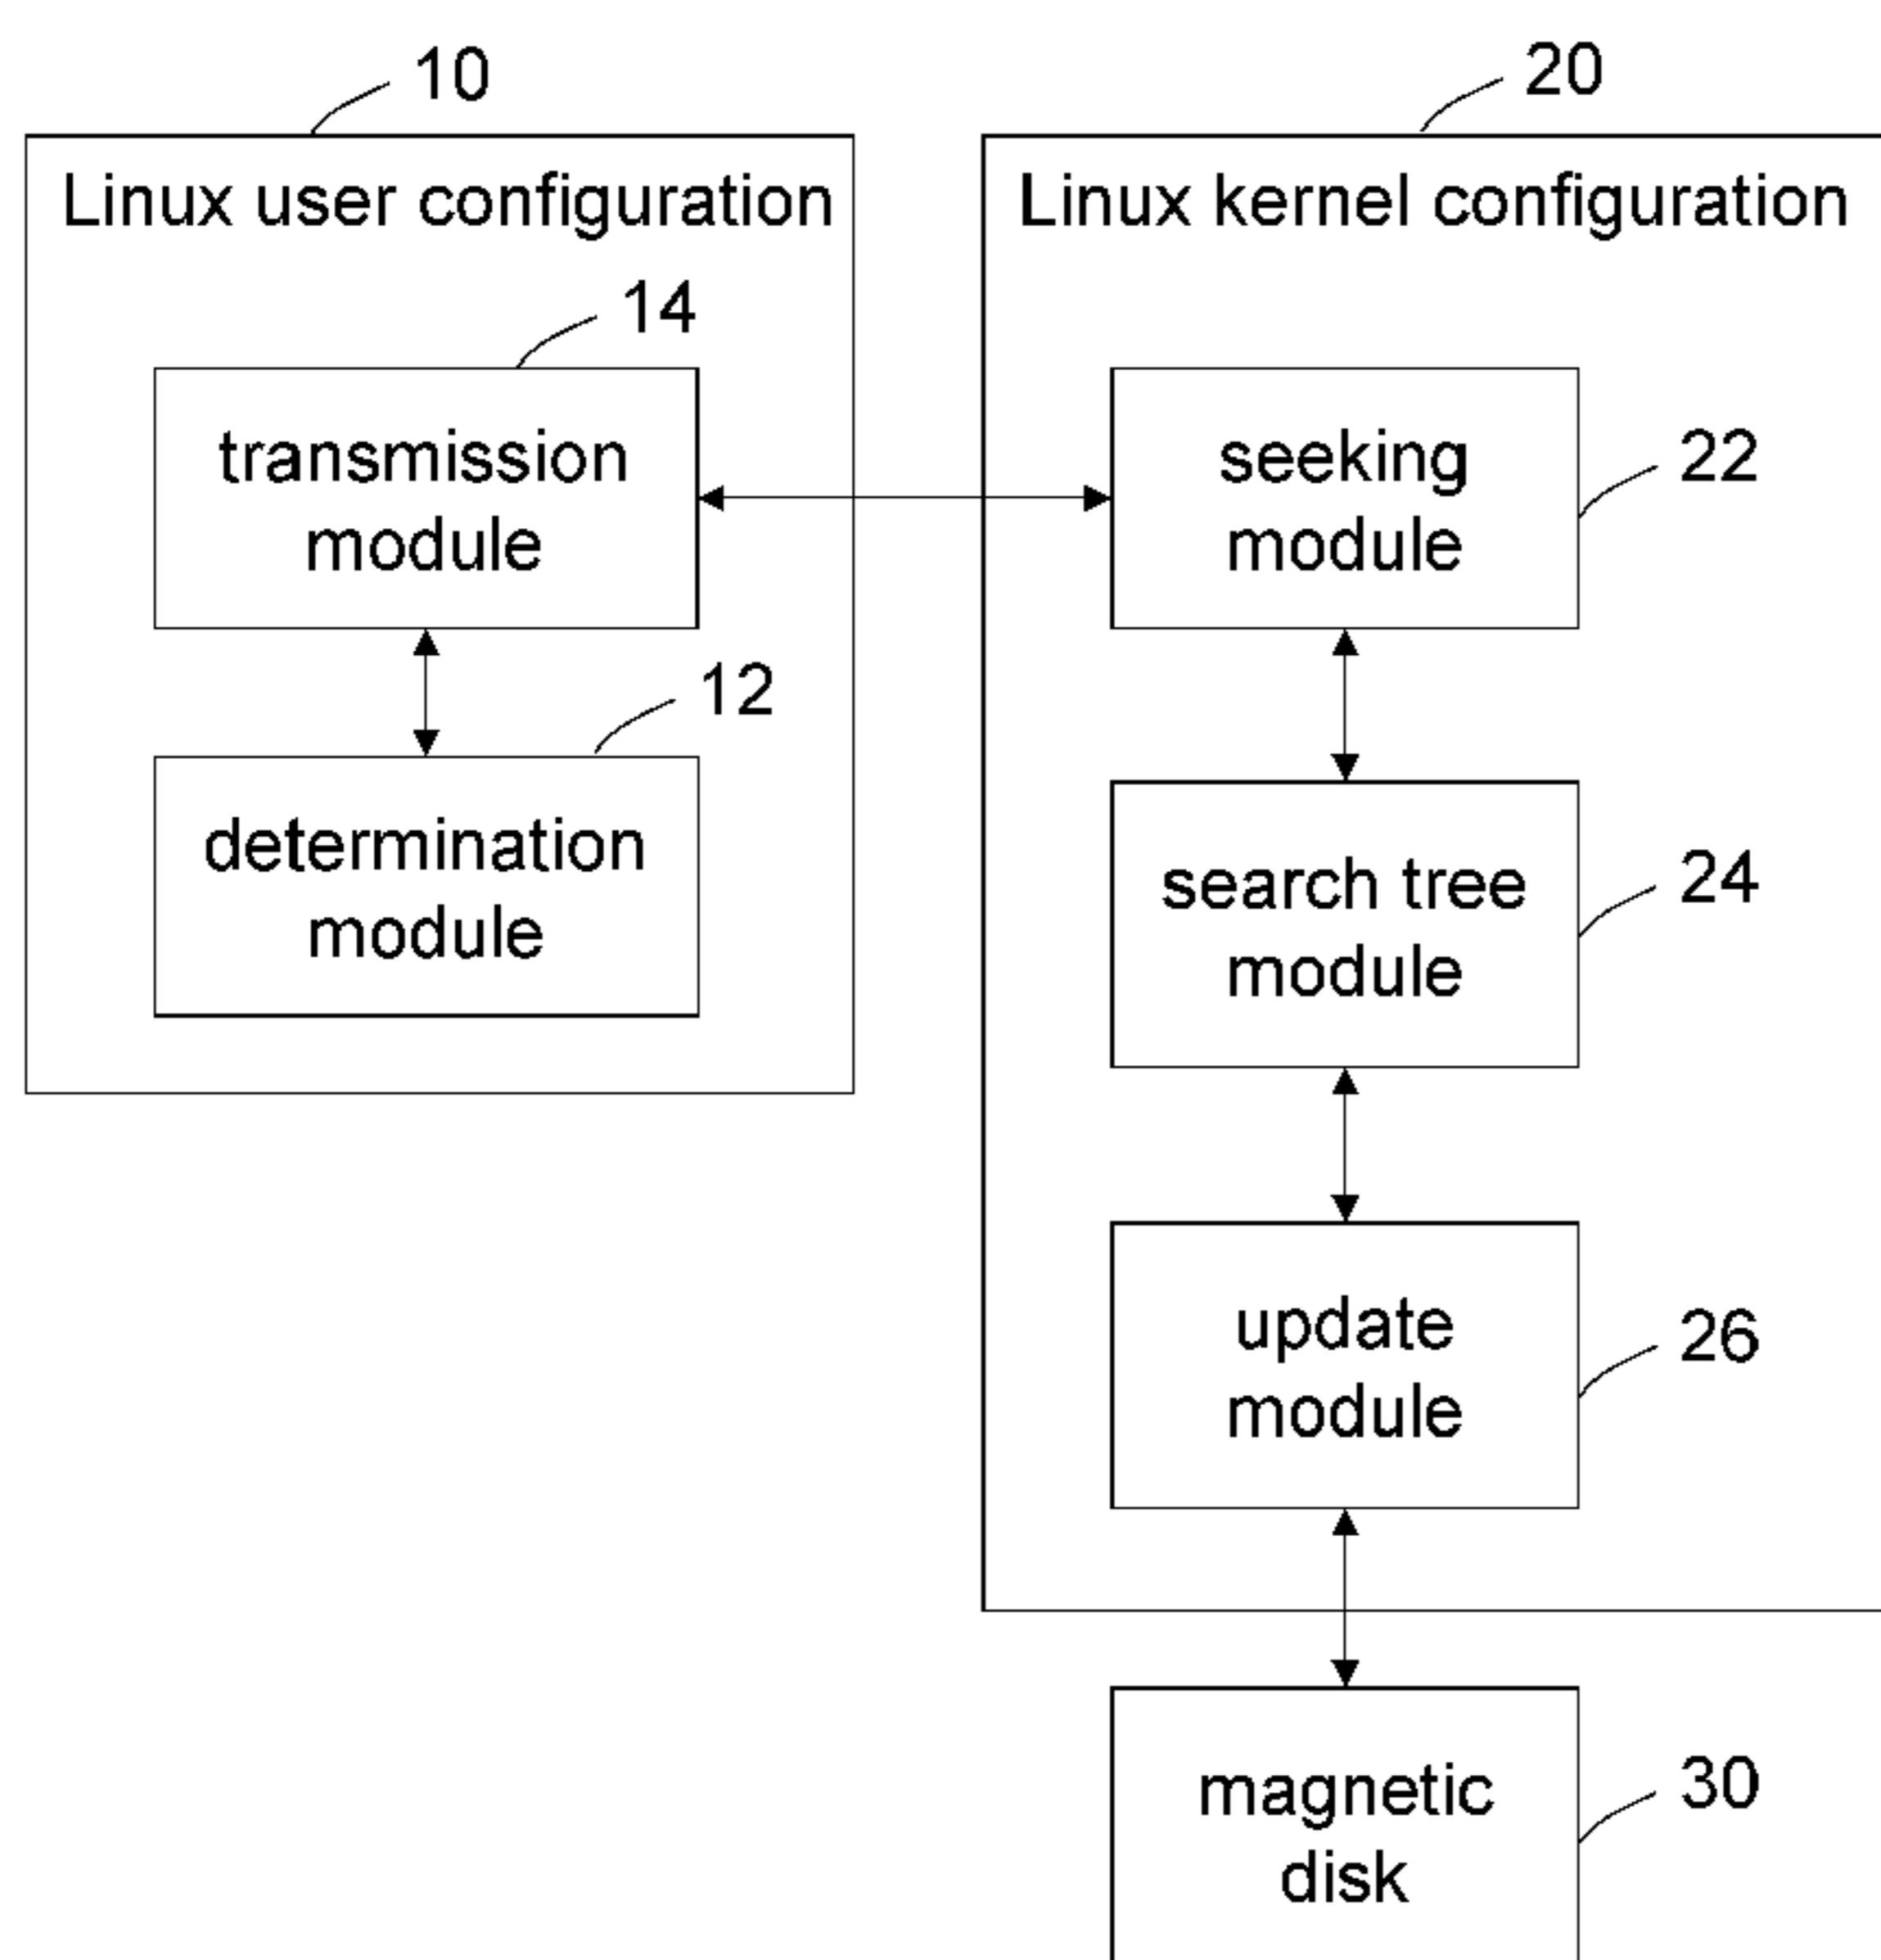 10
Linux user configuration
14
transmission
module
12
determination
module
20
Linux kernel configuration
seeking
module
22
search tree
module
24
update
module
26
magnetic
disk
30